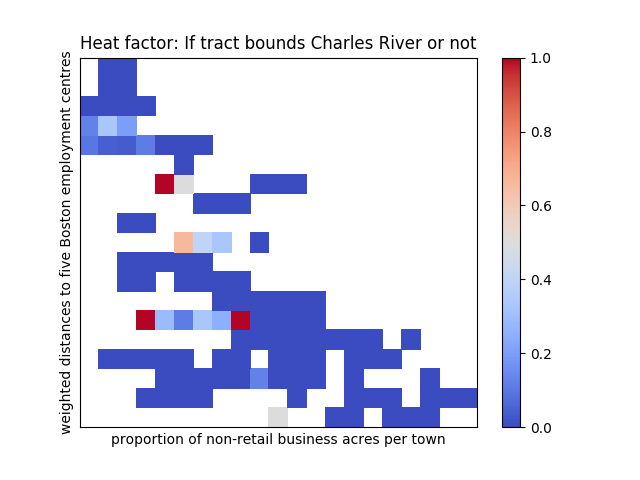 Heat factor: If tract bounds Charles River or not
weighted distances to five Boston employment centres
proportion of non-retail business acres per town
1.0
0.8
0.6
0.4
0.2
0.0